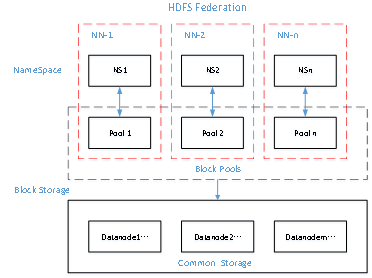 HDFS Federation
NN-1 NN-2 NN-n
NameSpace
NS1 NS2 NSn
Pool 1 Pool 2 Pool n
Block Pools
Block Storage
Datanode1… Datanode2… Datanodem…
Common Storage